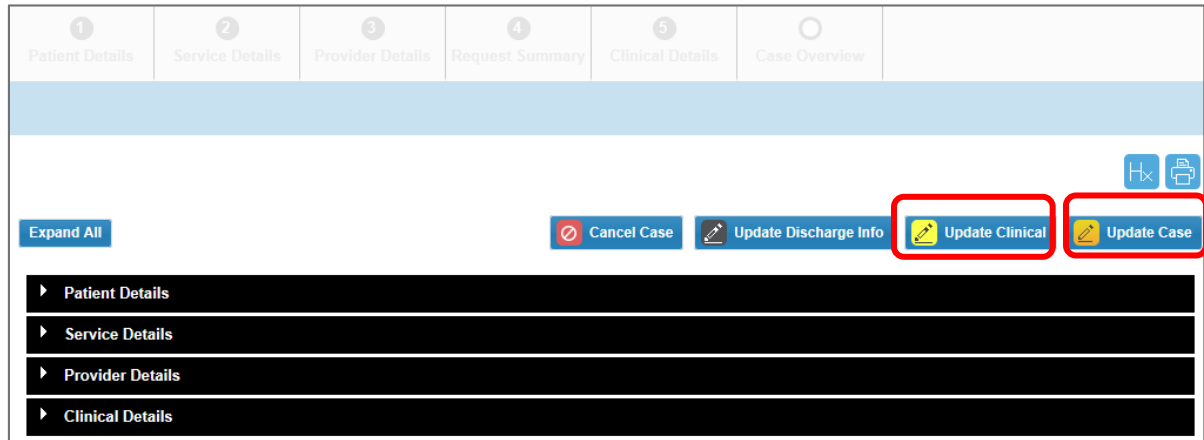 1 2 3 4 5
Patient Details Service Details Provider Details Request Summary Clinical Details Case Overview
Hx
Expand All Cancel Case Update Discharge Info Update Clinical Update Case
Patient Details
Service Details
Provider Details
Clinical Details